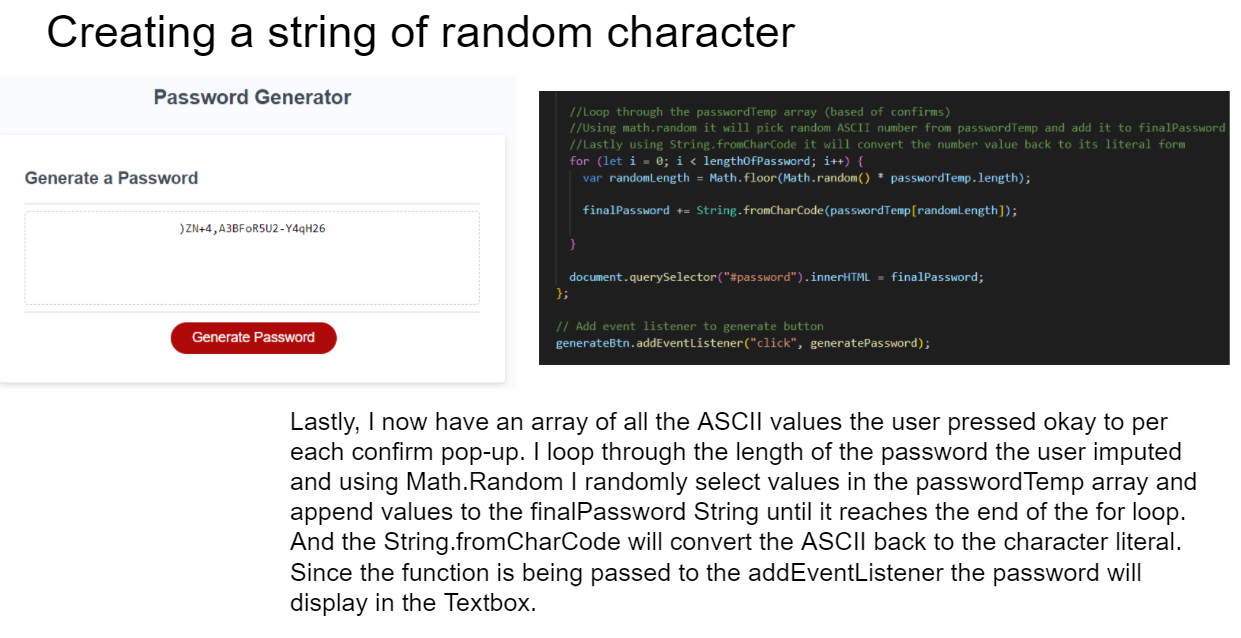 Creating a string of random character
Password Generator
Generate a Password
)ZN+4,A3BFoR5U2-Y4qH26
Generate Password
//Loop through the passwordTemp array (based of confirms)
//Using math.random it will pick random ASCII number from passwordTemp and add it to finalPassword
//Lastly using String.fromCharCode it will convert the number value back to its literal form
for (let i = 0; i < lengthOfPassword; i++) {
var randomLength = Math.floor(Math.random() * passwordTemp.length);
finalPassword += String.fromCharCode(passwordTemp[randomLength]);
}
document.querySelector("#password").innerHTML = finalPassword;
};
// Add event listener to generate button
generateBtn.addEventListener("click", generatePassword);
Lastly, I now have an array of all the ASCII values the user pressed okay to per
each confirm pop-up. I loop through the length of the password the user imputed
and using Math.Random I randomly select values in the passwordTemp array and
append values to the finalPassword String until it reaches the end of the for loop.
And the String.fromCharCode will convert the ASCII back to the character literal.
Since the function is being passed to the addEventListener the password will
display in the Textbox.